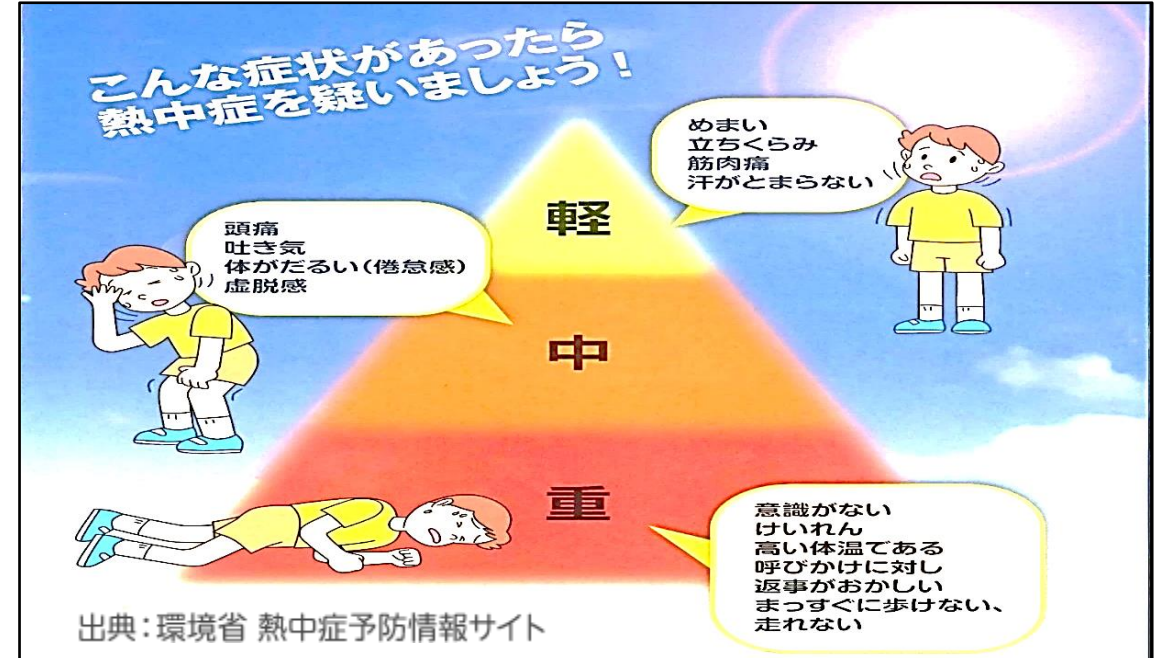 こんな症状があったら
熱中症を疑いましょう！
めまい
立ちくらみ
筋肉痛
汗がとまらない
軽
頭痛
吐き気
体がだるい（倦怠感）
虚脱感
中
重
意識がない
けいれん
高い体温である
呼びかけに対し
返事がおかしい
まっすぐに歩けない、
走れない
出典：環境省 熱中症予防情報サイト